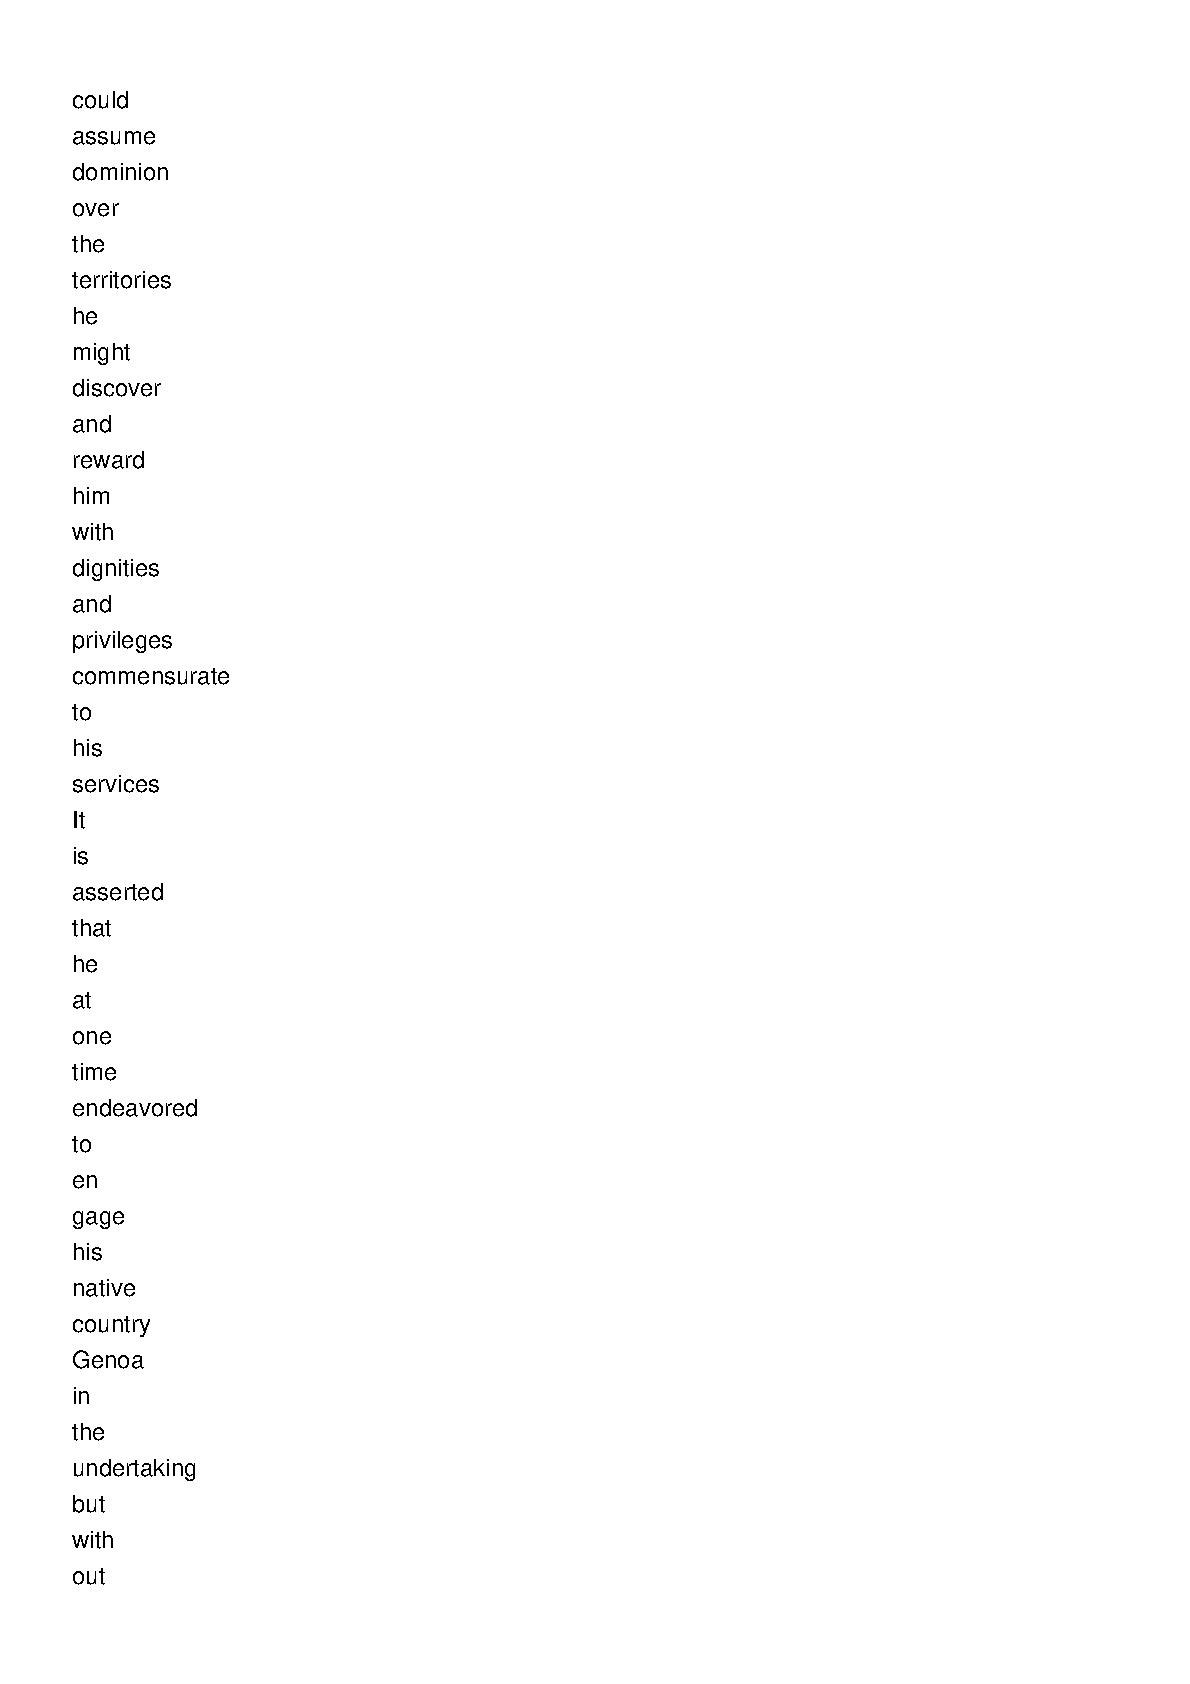 could
assume
dominion
over
the
territories
he
might
discover
and
reward
him
with
dignities
and
privileges
commensurate
to
his
services
It
is
asserted
that
he
at
one
time
endeavored
to
en
gage
his
native
country
Genoa
in
the
undertaking
but
with
out